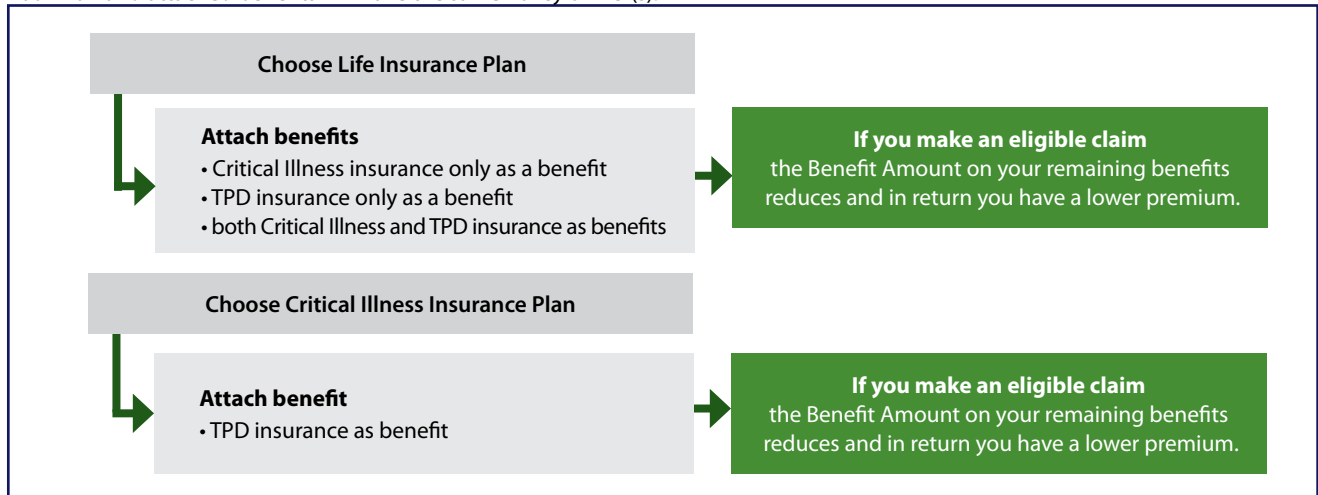 Choose Life Insurance Plan
Attach benefits
• Critical Illness insurance only as a benefit
• TPD insurance only as a benefit
• both Critical Illness and TPD insurance as benefits
If you make an eligible claim
the Benefit Amount on your remaining benefits
reduces and in return you have a lower premium.
Choose Critical Illness Insurance Plan
Attach benefit
• TPD insurance as benefit
If you make an eligible claim
the Benefit Amount on your remaining benefits
reduces and in return you have a lower premium.